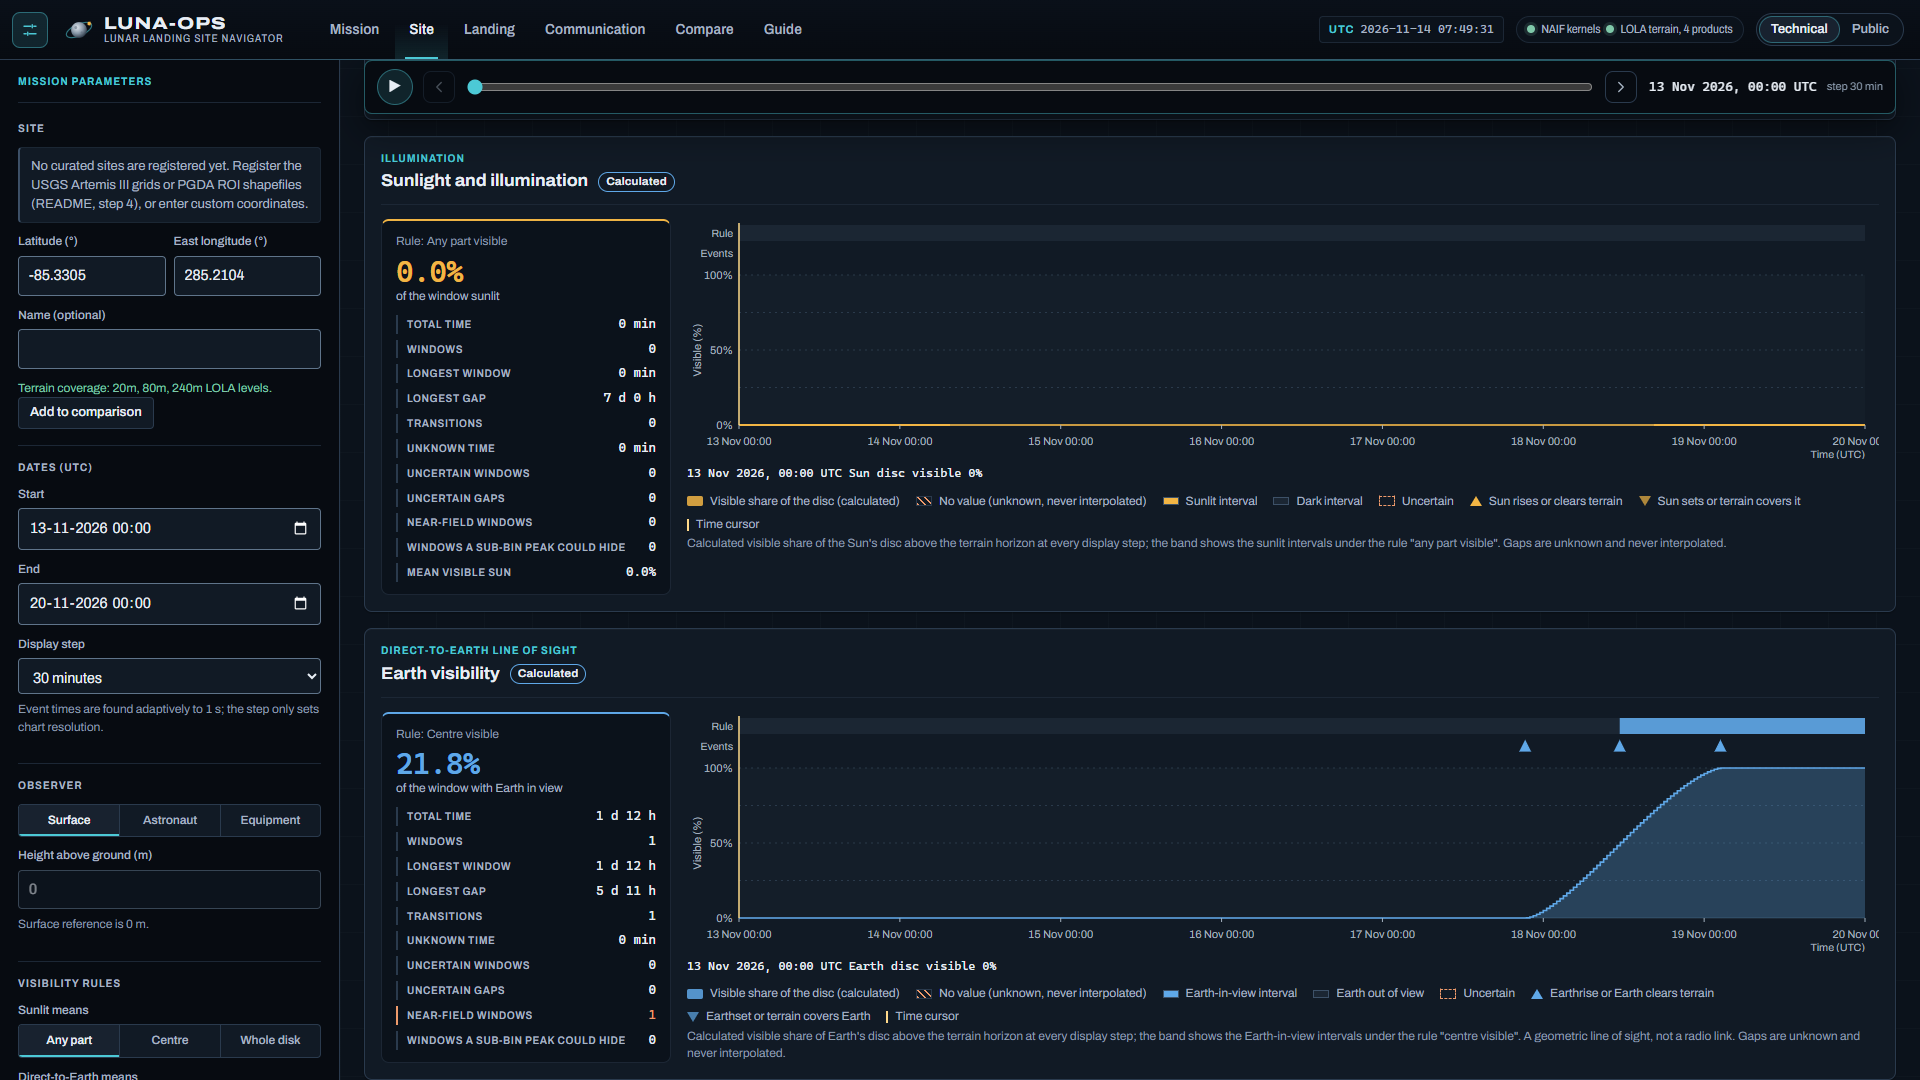 LUNA-OPS
LUNAR LANDING SITE NAVIGATOR
Mission
Site
Landing
Communication
Compare
Guide
UTC 2026-11-14 07:49:31
NAIF kernels
LOLA terrain, 4 products
Technical
Public
MISSION PARAMETERS
SITE
No curated sites are registered yet. Register the
USGS Artemis III grids or PGDA ROI shapefiles
(README, step 4), or enter custom coordinates.
Latitude (°)
East longitude (°)
-85.3305
285.2104
Name (optional)
Terrain coverage: 20m, 80m, 240m LOLA levels.
Add to comparison
DATES (UTC)
Start
13-11-2026 00:00
End
20-11-2026 00:00
Display step
30 minutes
Event times are found adaptively to 1 s; the step only sets
chart resolution.
OBSERVER
Surface
Astronaut
Equipment
Height above ground (m)
0
Surface reference is 0 m.
VISIBILITY RULES
Sunlit means
Any part
Centre
Whole disk
Direct-to-Earth means
13 Nov 2026, 00:00 UTC
step 30 min
ILLUMINATION
Sunlight and illumination
Calculated
Rule: Any part visible
0.0%
of the window sunlit
TOTAL TIME 0 min
WINDOWS 0
LONGEST WINDOW 0 min
LONGEST GAP 7 d 0 h
TRANSITIONS 0
UNKNOWN TIME 0 min
UNCERTAIN WINDOWS 0
UNCERTAIN GAPS 0
NEAR-FIELD WINDOWS 0
WINDOWS A SUB-BIN PEAK COULD HIDE 0
MEAN VISIBLE SUN 0.0%
Rule
Events
100%
50%
0%
Visible (%)
13 Nov 00:00
14 Nov 00:00
15 Nov 00:00
16 Nov 00:00
17 Nov 00:00
18 Nov 00:00
19 Nov 00:00
20 Nov 00
Time (UTC)
13 Nov 2026, 00:00 UTC Sun disc visible 0%
Visible share of the disc (calculated)
No value (unknown, never interpolated)
Sunlit interval
Dark interval
Uncertain
Sun rises or clears terrain
Sun sets or terrain covers it
Time cursor
Calculated visible share of the Sun's disc above the terrain horizon at every display step; the band shows the sunlit intervals under the rule "any part visible". Gaps are unknown and never interpolated.
DIRECT-TO-EARTH LINE OF SIGHT
Earth visibility
Calculated
Rule: Centre visible
21.8%
of the window with Earth in view
TOTAL TIME 1 d 12 h
WINDOWS 1
LONGEST WINDOW 1 d 12 h
LONGEST GAP 5 d 11 h
TRANSITIONS 1
UNKNOWN TIME 0 min
UNCERTAIN WINDOWS 0
UNCERTAIN GAPS 0
NEAR-FIELD WINDOWS 1
WINDOWS A SUB-BIN PEAK COULD HIDE 0
Rule
Events
100%
50%
0%
Visible (%)
13 Nov 00:00
14 Nov 00:00
15 Nov 00:00
16 Nov 00:00
17 Nov 00:00
18 Nov 00:00
19 Nov 00:00
20 Nov 00
Time (UTC)
13 Nov 2026, 00:00 UTC Earth disc visible 0%
Visible share of the disc (calculated)
No value (unknown, never interpolated)
Earth-in-view interval
Earth out of view
Uncertain
Earthrise or Earth clears terrain
Earthset or terrain covers Earth
Time cursor
Calculated visible share of Earth's disc above the terrain horizon at every display step; the band shows the Earth-in-view intervals under the rule "centre visible". A geometric line of sight, not a radio link. Gaps are unknown and
never interpolated.